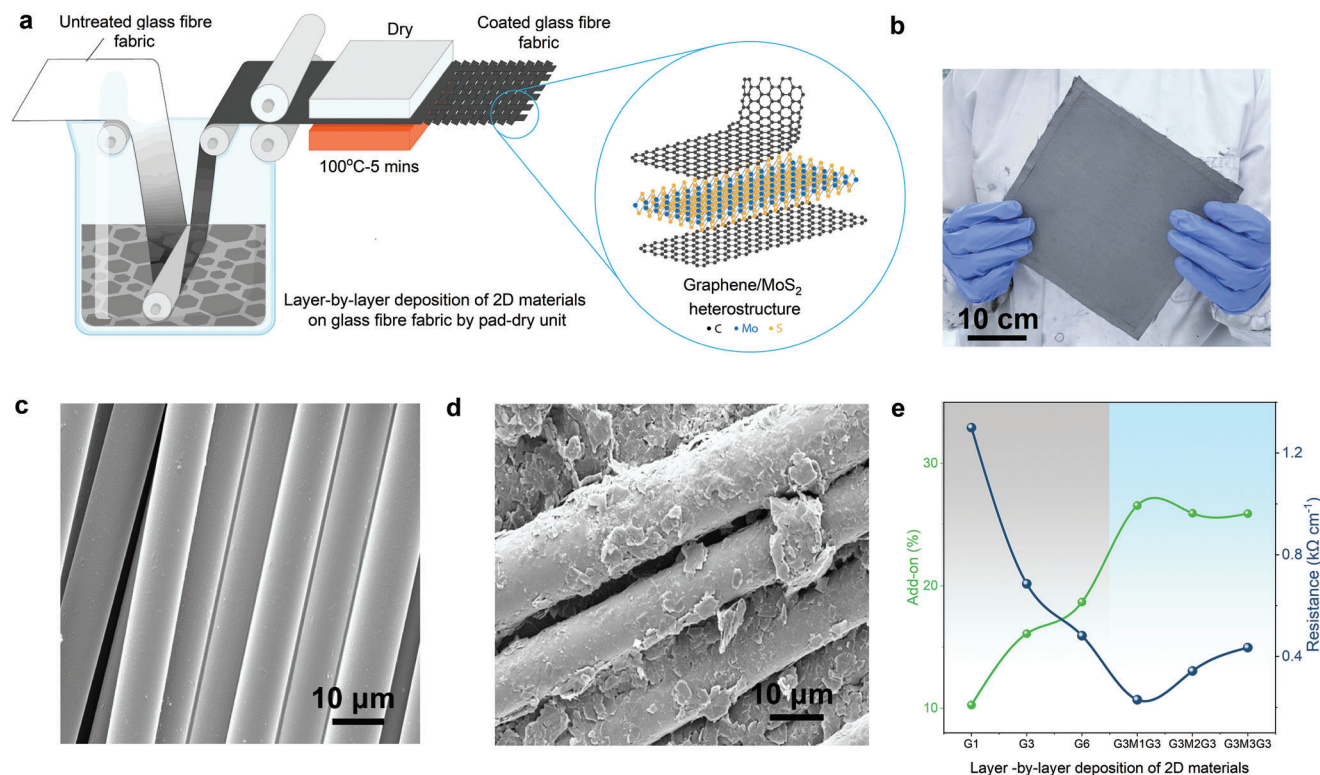 a
Untreated glass fibre
fabric
Dry
Coated glass fibre
fabric
100°C-5 mins
Layer-by-layer deposition of 2D materials
on glass fibre fabric by pad-dry unit
Graphene/MoS₂
heterostructure
C Mo S
b
10 cm
c
10 µm
d
10 µm
e
Add-on (%)
30
20
10
Resistance (kΩ cm⁻¹)
1.2
0.8
0.4
G1 G3 G6 G3M1G3 G3M2G3 G3M3G3
Layer -by-layer deposition of 2D materials